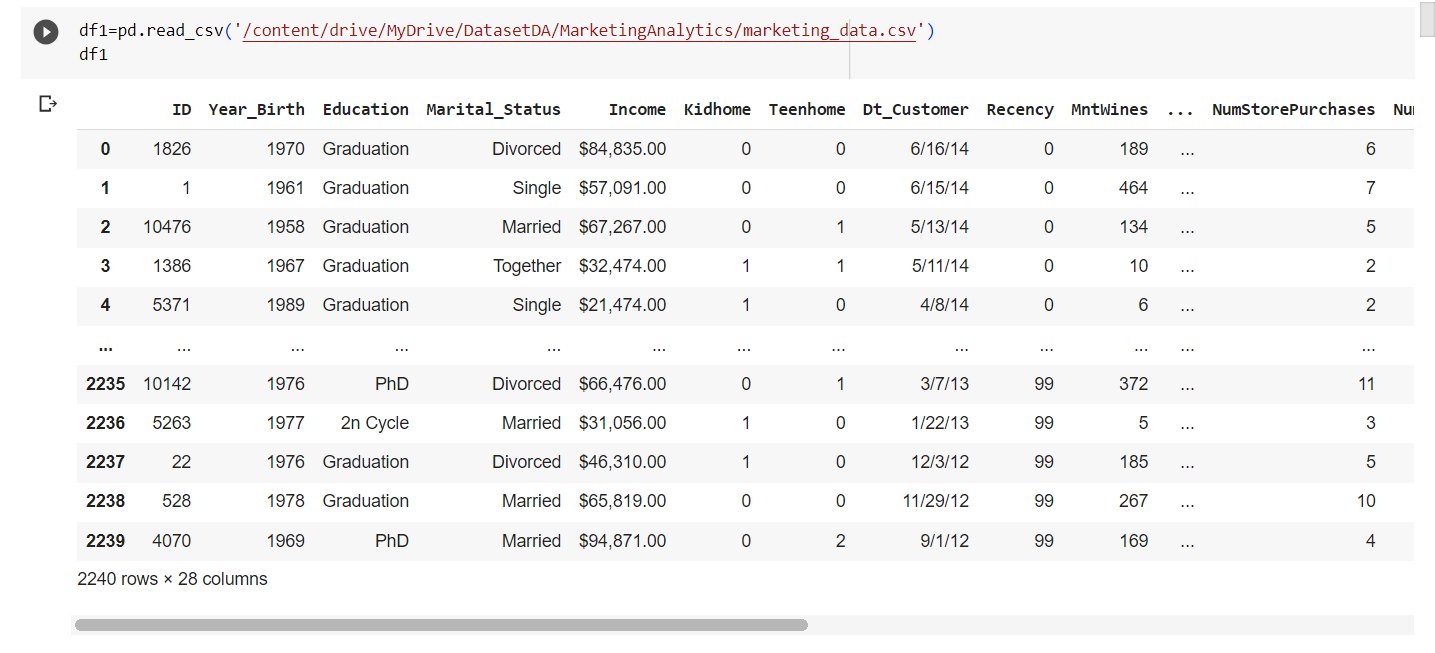 df1=pd.read_csv('/content/drive/MyDrive/DatasetDA/MarketingAnalytics/marketing_data.csv')
df1
ID Year_Birth Education Marital_Status Income Kidhome Teenhome Dt_Customer Recency MntWines ... NumStorePurchases Nu
0 1826 1970 Graduation Divorced $84,835.00 0 0 6/16/14 0 189 ... 6
1 1 1961 Graduation Single $57,091.00 0 0 6/15/14 0 464 ... 7
2 10476 1958 Graduation Married $67,267.00 0 1 5/13/14 0 134 ... 5
3 1386 1967 Graduation Together $32,474.00 1 1 5/11/14 0 10 ... 2
4 5371 1989 Graduation Single $21,474.00 1 0 4/8/14 0 6 ... 2
... ... ... ... ... ... ... ... ... ... ... ... ...
2235 10142 1976 PhD Divorced $66,476.00 0 1 3/7/13 99 372 ... 11
2236 5263 1977 2n Cycle Married $31,056.00 1 0 1/22/13 99 5 ... 3
2237 22 1976 Graduation Divorced $46,310.00 1 0 12/3/12 99 185 ... 5
2238 528 1978 Graduation Married $65,819.00 0 0 11/29/12 99 267 ... 10
2239 4070 1969 PhD Married $94,871.00 0 2 9/1/12 99 169 ... 4
2240 rows × 28 columns